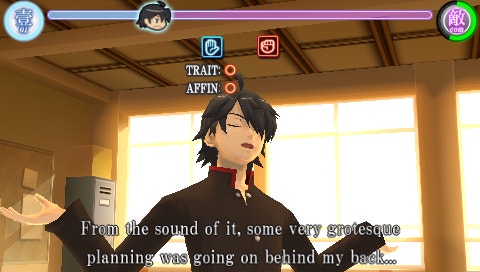 壹
01
敵
com
TRAIT:
AFFIN:
From the sound of it, some very grotesque
planning was going on behind my back...